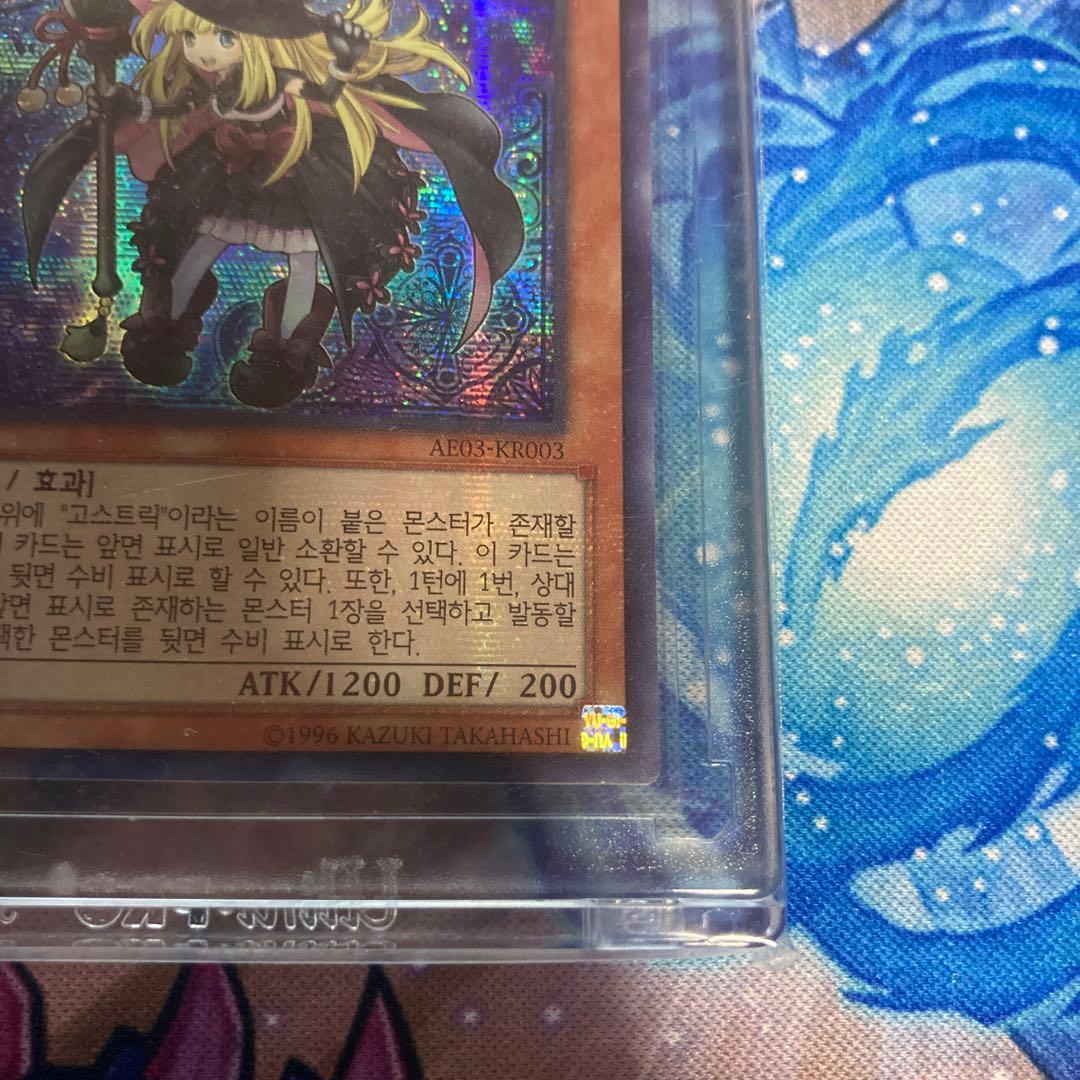 AE03-KR003
/ 효과]
위에 "고스트릭"이라는 이름이 붙은 몬스터가 존재할
카드는 앞면 표시로 일반 소환할 수 있다. 이 카드는
뒷면 수비 표시로 할 수 있다. 또한, 1턴에 1번, 상대
앞면 표시로 존재하는 몬스터 1장을 선택하고 발동할
택한 몬스터를 뒷면 수비 표시로 한다.
ATK/1200 DEF/ 200
©1996 KAZUKI TAKAHASHI